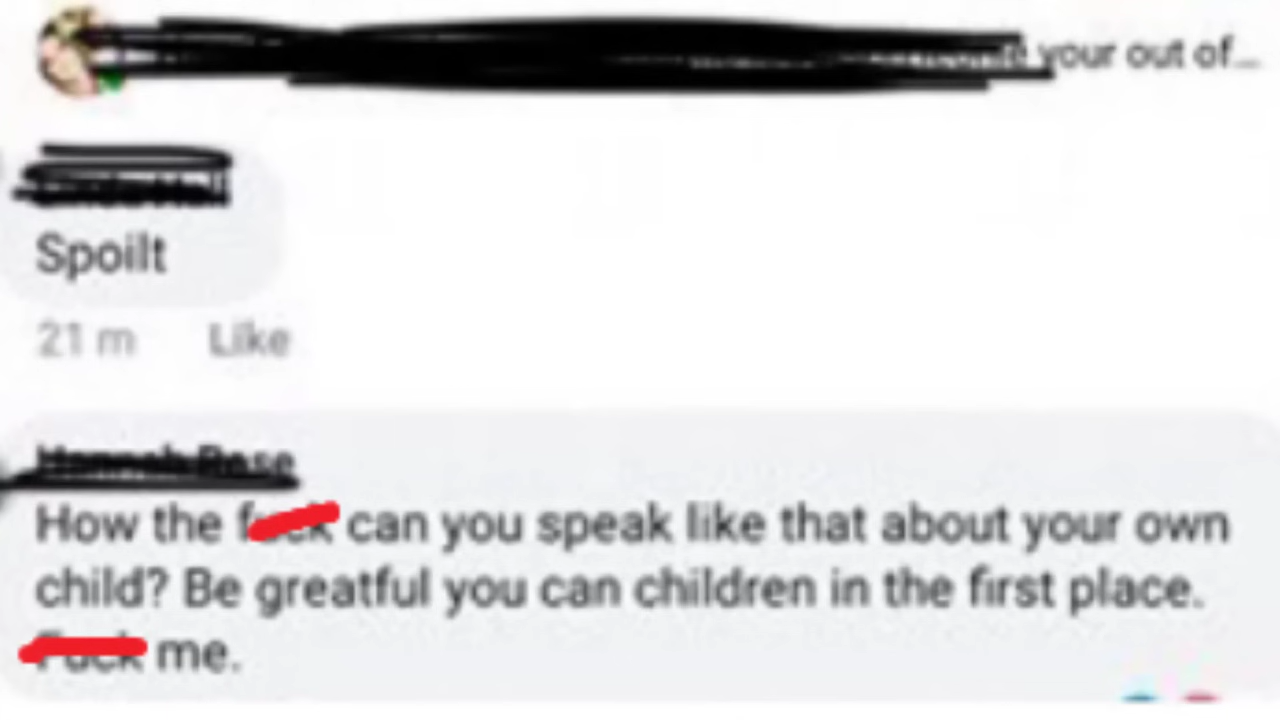 your out of...
Spoilt
21 m Like
How the f can you speak like that about your own
child? Be greatful you can children in the first place.
Fuck me.